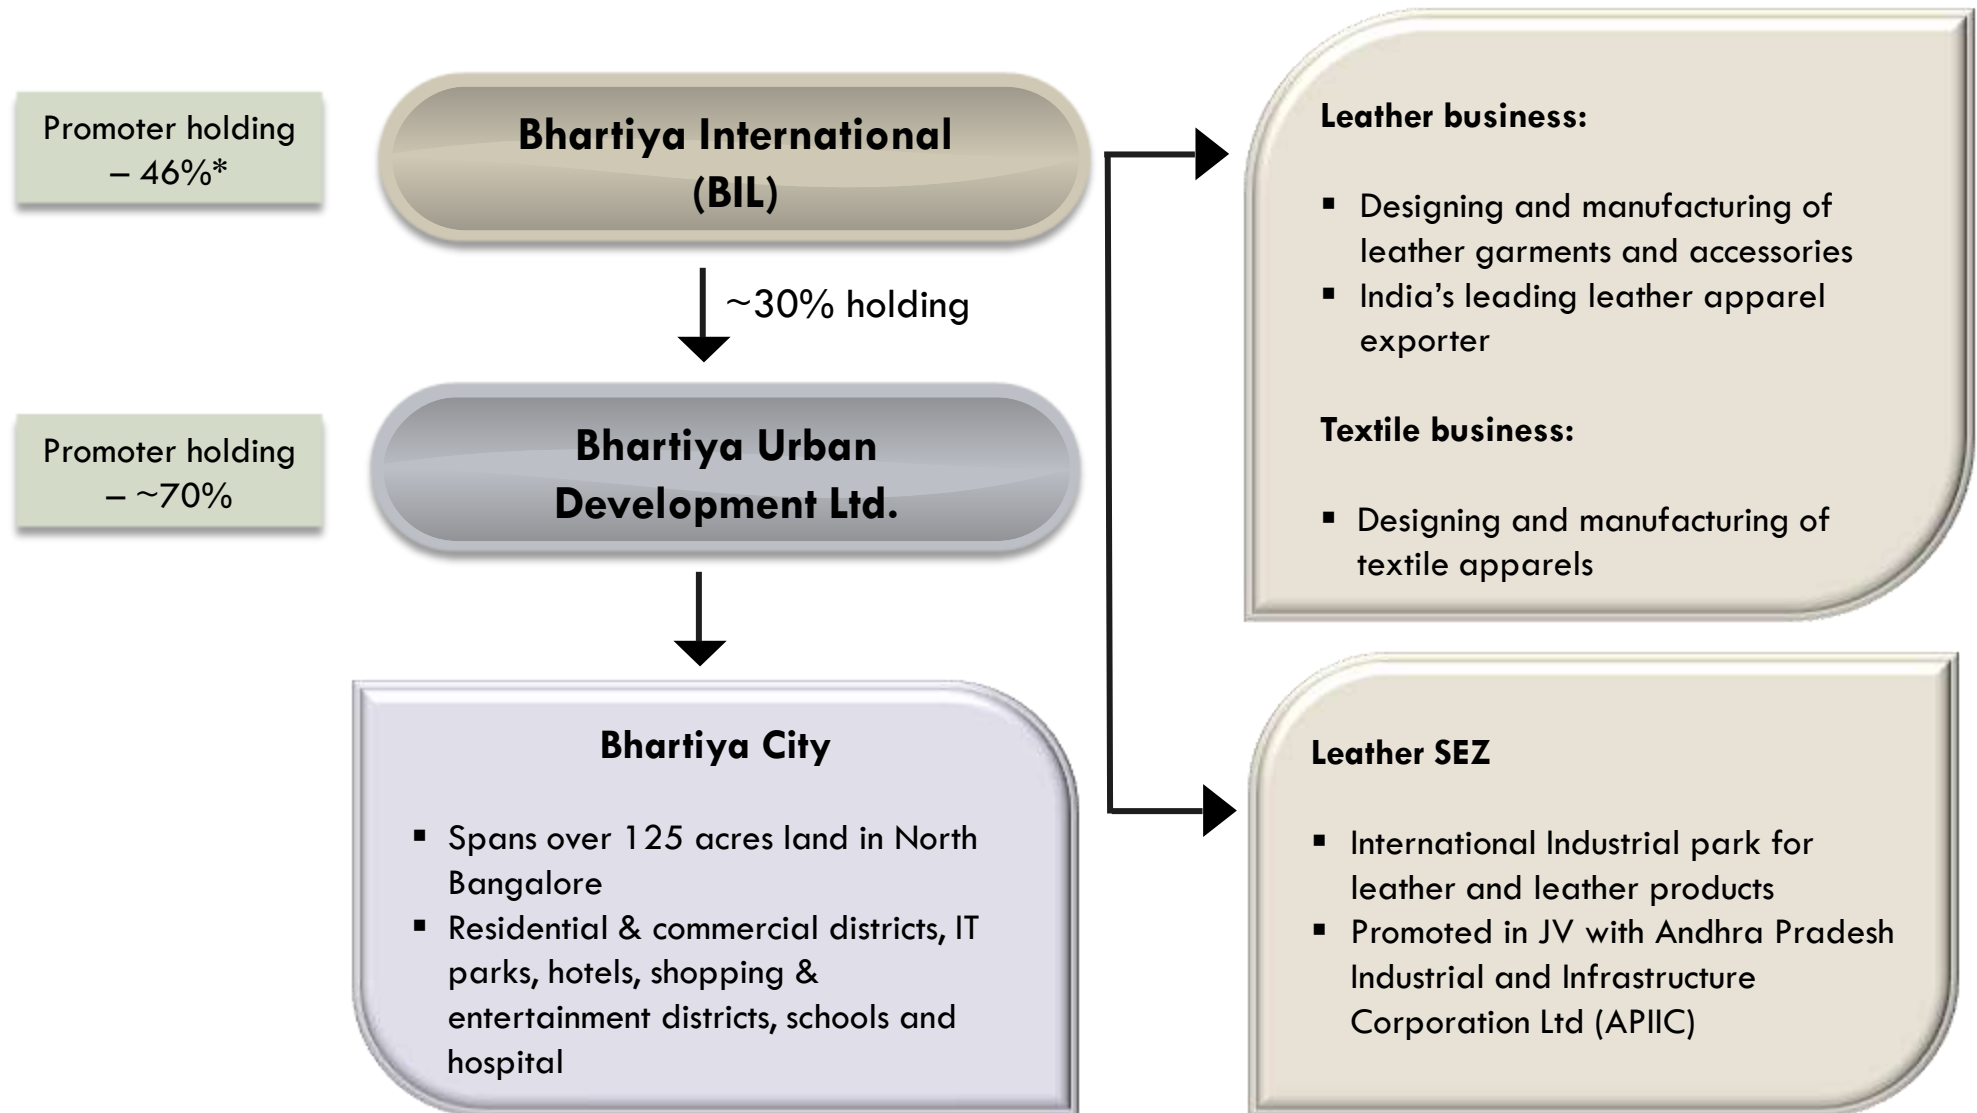 Promoter holding
– 46%*
Bhartiya International
(BIL)
~30% holding
Promoter holding
– ~70%
Bhartiya Urban
Development Ltd.
Bhartiya City
▪ Spans over 125 acres land in North
Bangalore
▪ Residential & commercial districts, IT
parks, hotels, shopping &
entertainment districts, schools and
hospital
Leather business:
▪ Designing and manufacturing of
leather garments and accessories
▪ India’s leading leather apparel
exporter
Textile business:
▪ Designing and manufacturing of
textile apparels
Leather SEZ
▪ International Industrial park for
leather and leather products
▪ Promoted in JV with Andhra Pradesh
Industrial and Infrastructure
Corporation Ltd (APIIC)